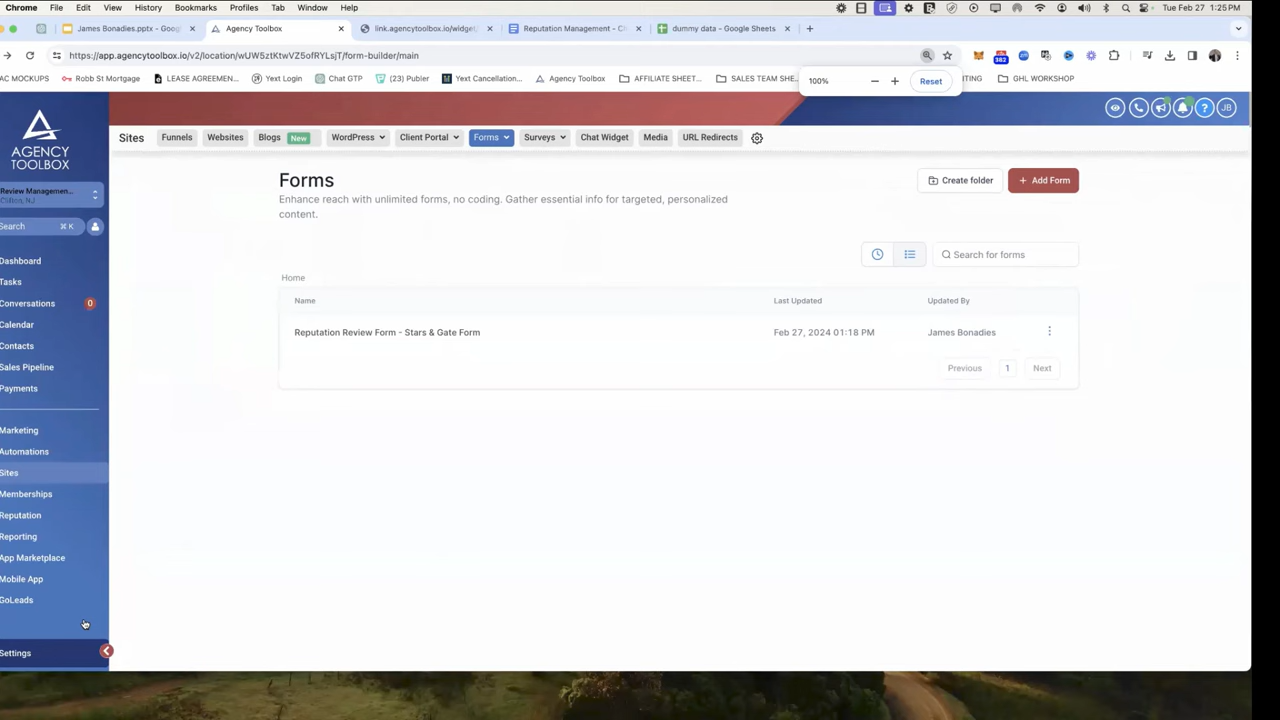 Chrome File Edit View History Bookmarks Profiles Tab Window Help Tue Feb 27 1:25 PM
James Bonadies.pptx - Goog Agency Toolbox link.agencytoolbox.io/widget/ Reputation Management - Ch dummy data - Google Sheets
https://app.agencytoolbox.io/v2/location/wUW5ztKtwVZ5ofRYLsjT/form-builder/main
382
AC MOCKUPS Robb St Mortgage LEASE AGREEMEN... Yext Login Chat GTP (23) Publer Yext Cancellation... Agency Toolbox AFFILIATE SHEET... SALES TEAM SHE... TING GHL WORKSHOP
100% Reset
AGENCY
TOOLBOX
Review Managemen...
Clifton, NJ
Search ⌘ K
Dashboard
Tasks
Conversations 0
Calendar
Contacts
Sales Pipeline
Payments
Marketing
Automations
Sites
Memberships
Reputation
Reporting
App Marketplace
Mobile App
GoLeads
Settings
JB
Sites Funnels Websites Blogs New WordPress Client Portal Forms Surveys Chat Widget Media URL Redirects
Forms
Enhance reach with unlimited forms, no coding. Gather essential info for targeted, personalized
content.
Create folder + Add Form
Search for forms
Home
Name Last Updated Updated By
Reputation Review Form - Stars & Gate Form Feb 27, 2024 01:18 PM James Bonadies
Previous 1 Next